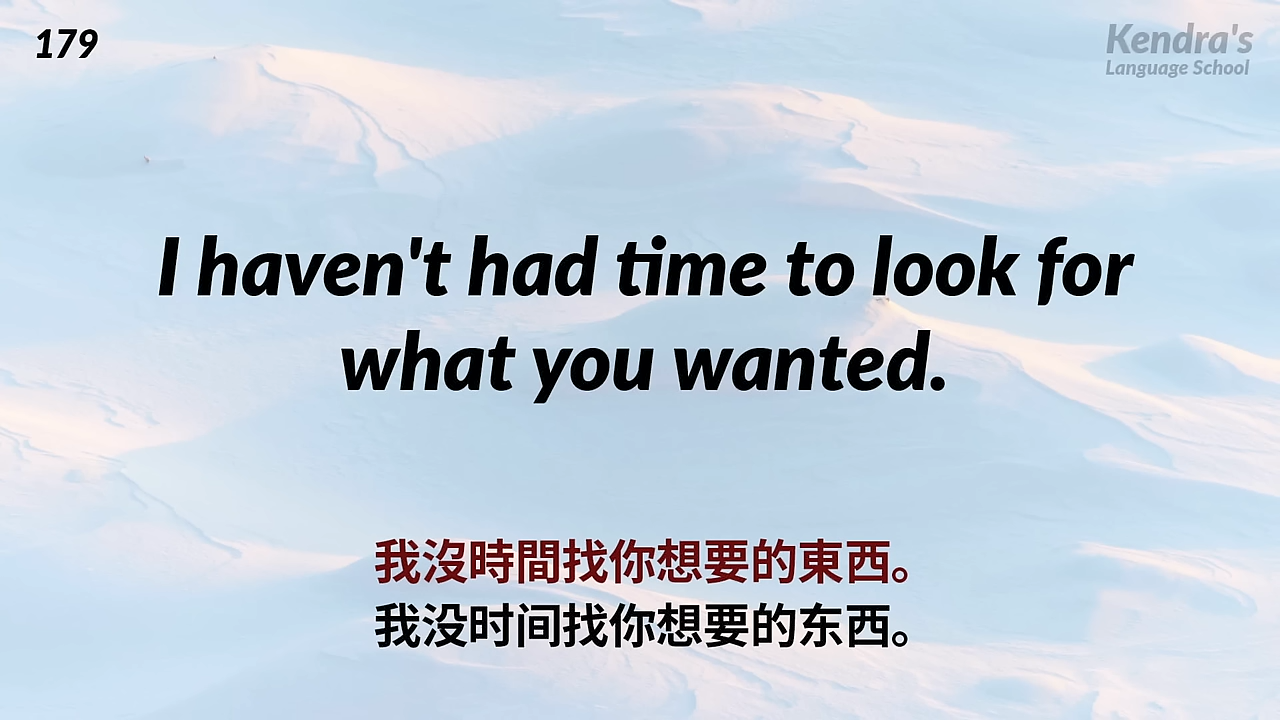 179
Kendra's
Language School
I haven't had time to look for
what you wanted.
我沒時間找你想要的東西。
我没时间找你想要的东西。